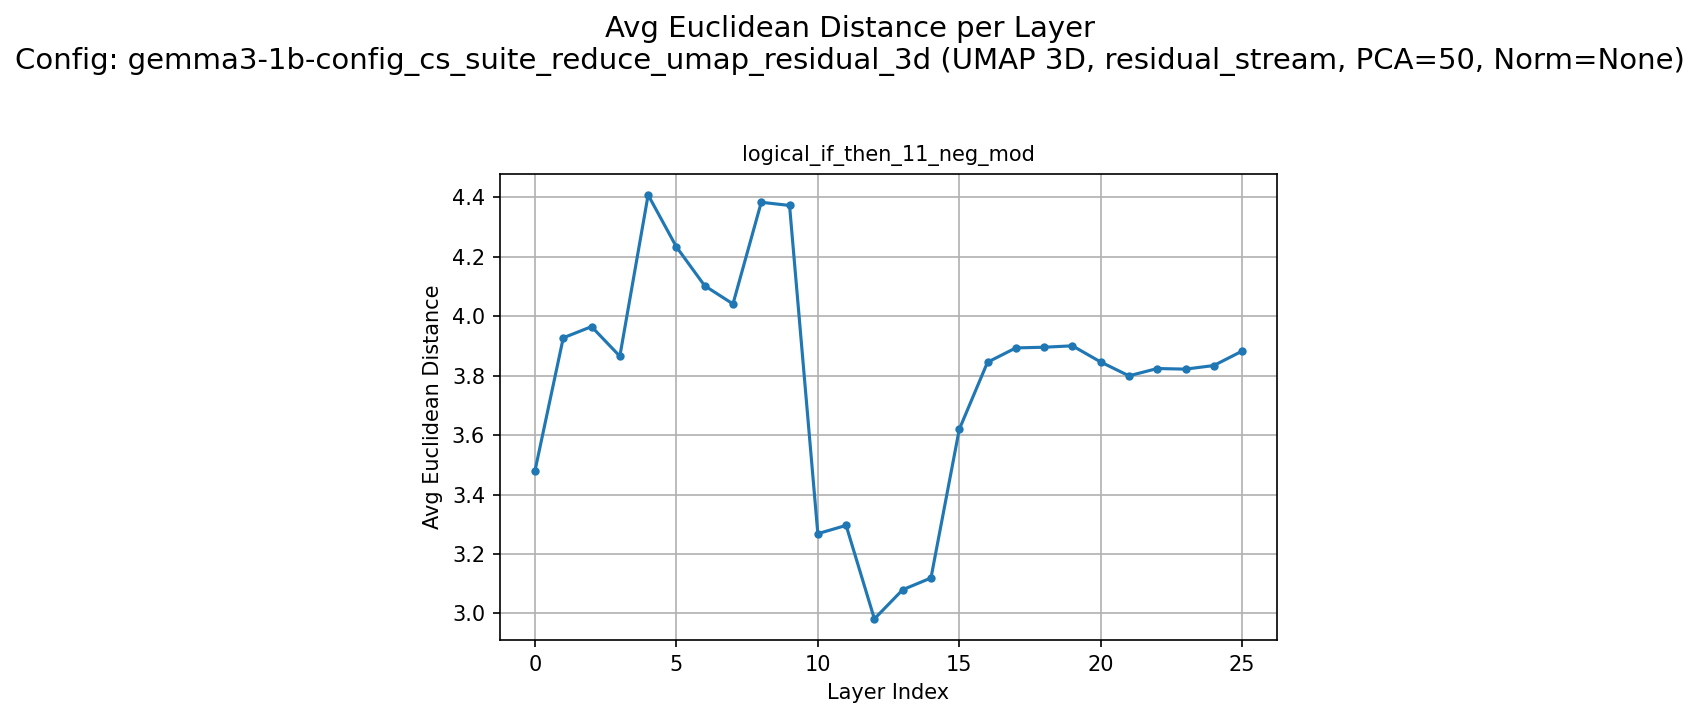 Avg Euclidean Distance per Layer
Config: gemma3-1b-config_cs_suite_reduce_umap_residual_3d (UMAP 3D, residual_stream, PCA=50, Norm=None)
logical_if_then_11_neg_mod
Avg Euclidean Distance
4.4
4.2
4.0
3.8
3.6
3.4
3.2
3.0
0 5 10 15 20 25
Layer Index